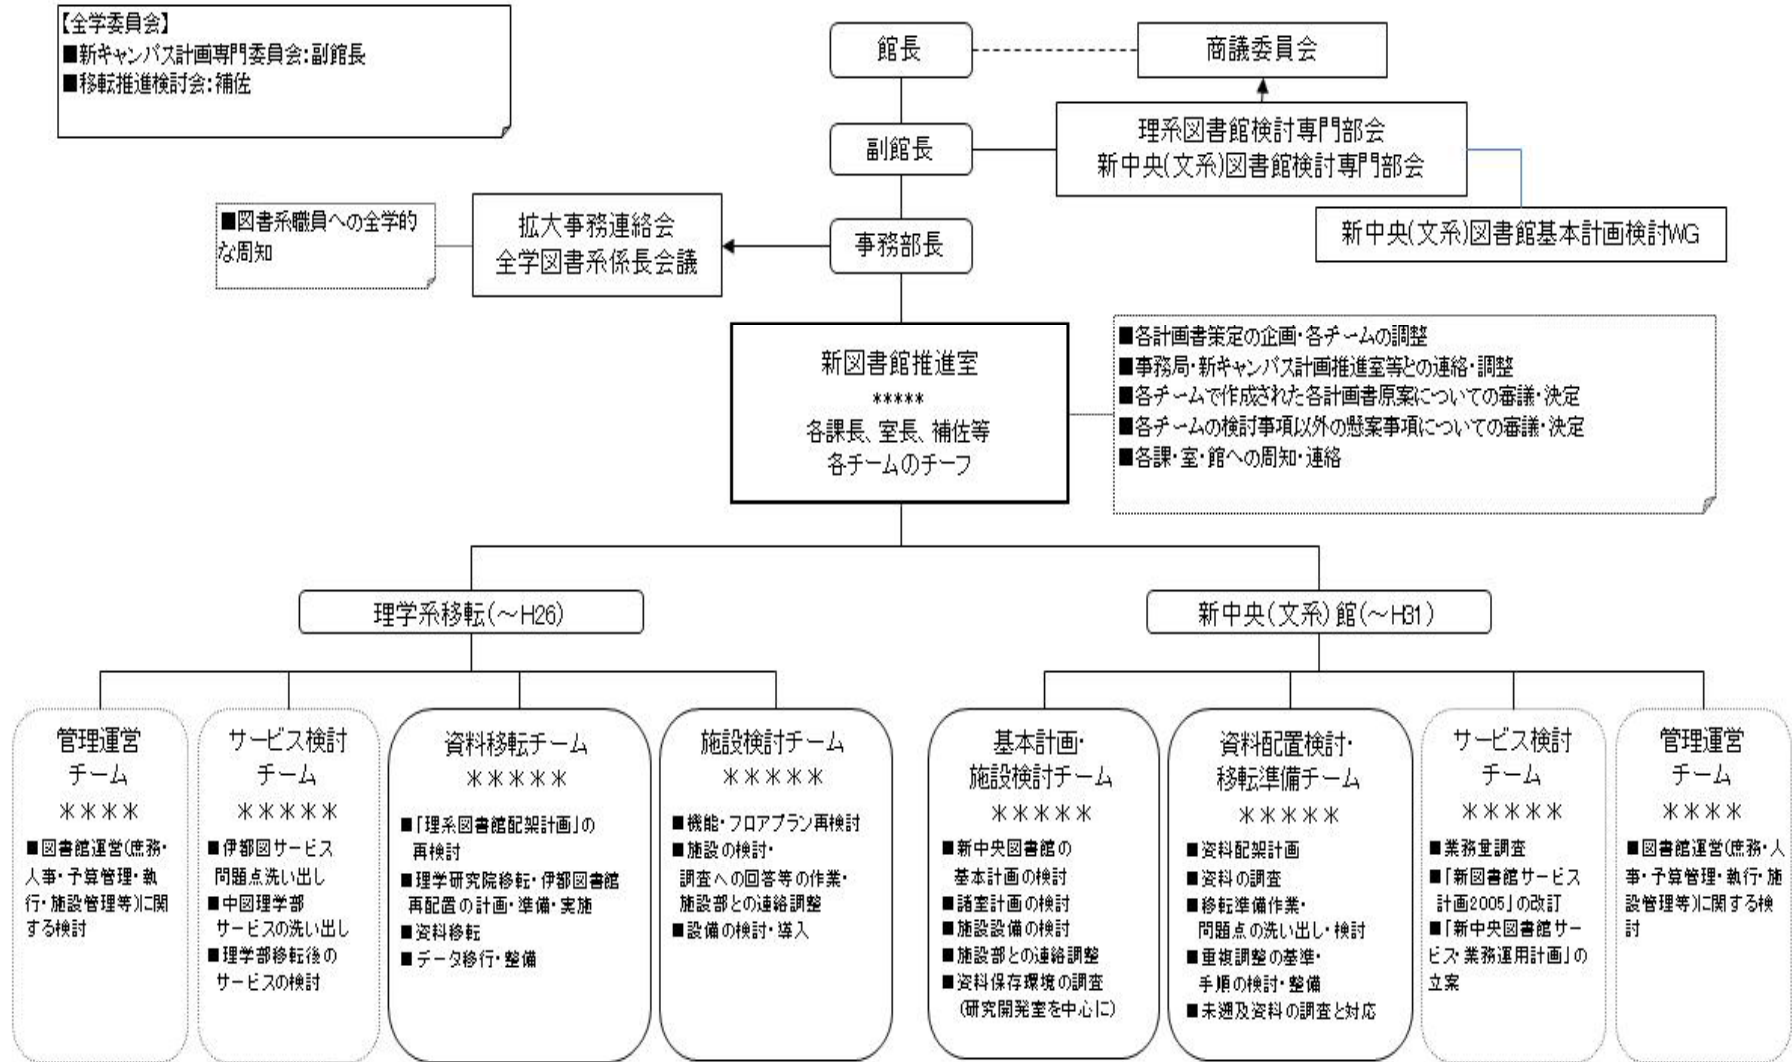 【全学委員会】
■新キャンパス計画専門委員会:副館長
■移転推進検討会:補佐
館長
商議委員会
副館長
理系図書館検討専門部会
新中央(文系)図書館検討専門部会
新中央(文系)図書館基本計画検討WG
■図書系職員への全学的
な周知
拡大事務連絡会
全学図書系係長会議
事務部長
新図書館推進室
*****
各課長、室長、補佐等
各チームのチーフ
■各計画書策定の企画・各チームの調整
■事務局・新キャンパス計画推進室等との連絡・調整
■各チームで作成された各計画書原案についての審議・決定
■各チームの検討事項以外の懸案事項についての審議・決定
■各課・室・館への周知・連絡
理学系移転(～H26)
新中央(文系)館(～H31)
管理運営
チーム
****
■図書館運営(庶務・
人事・予算管理・執
行・施設管理等)に関
する検討
サービス検討
チーム
*****
■伊都図サービス
問題点洗い出し
■中図理学部
サービスの洗い出し
■理学部移転後の
サービスの検討
資料移転チーム
*****
■「理系図書館配架計画」の
再検討
■理学研究院移転・伊都図書館
再配置の計画・準備・実施
■資料移転
■データ移行・整備
施設検討チーム
*****
■機能・フロアプラン再検討
■施設の検討・
調査への回答等の作業・
施設部との連絡調整
■設備の検討・導入
基本計画・
施設検討チーム
*****
■新中央図書館の
基本計画の検討
■諸室計画の検討
■施設設備の検討
■施設部との連絡調整
■資料保存環境の調査
(研究開発室を中心に)
資料配置検討・
移転準備チーム
*****
■資料配架計画
■資料の調査
■移転準備作業・
問題点の洗い出し・検討
■重複調整の基準・
手順の検討・整備
■未遡及資料の調査と対応
サービス検討
チーム
*****
■業務量調査
■「新図書館サービス
計画2005」の改訂
■「新中央図書館サー
ビス・業務運用計画」の
立案
管理運営
チーム
****
■図書館運営(庶務・人
事・予算管理・執行・施
設管理等)に関する検
討